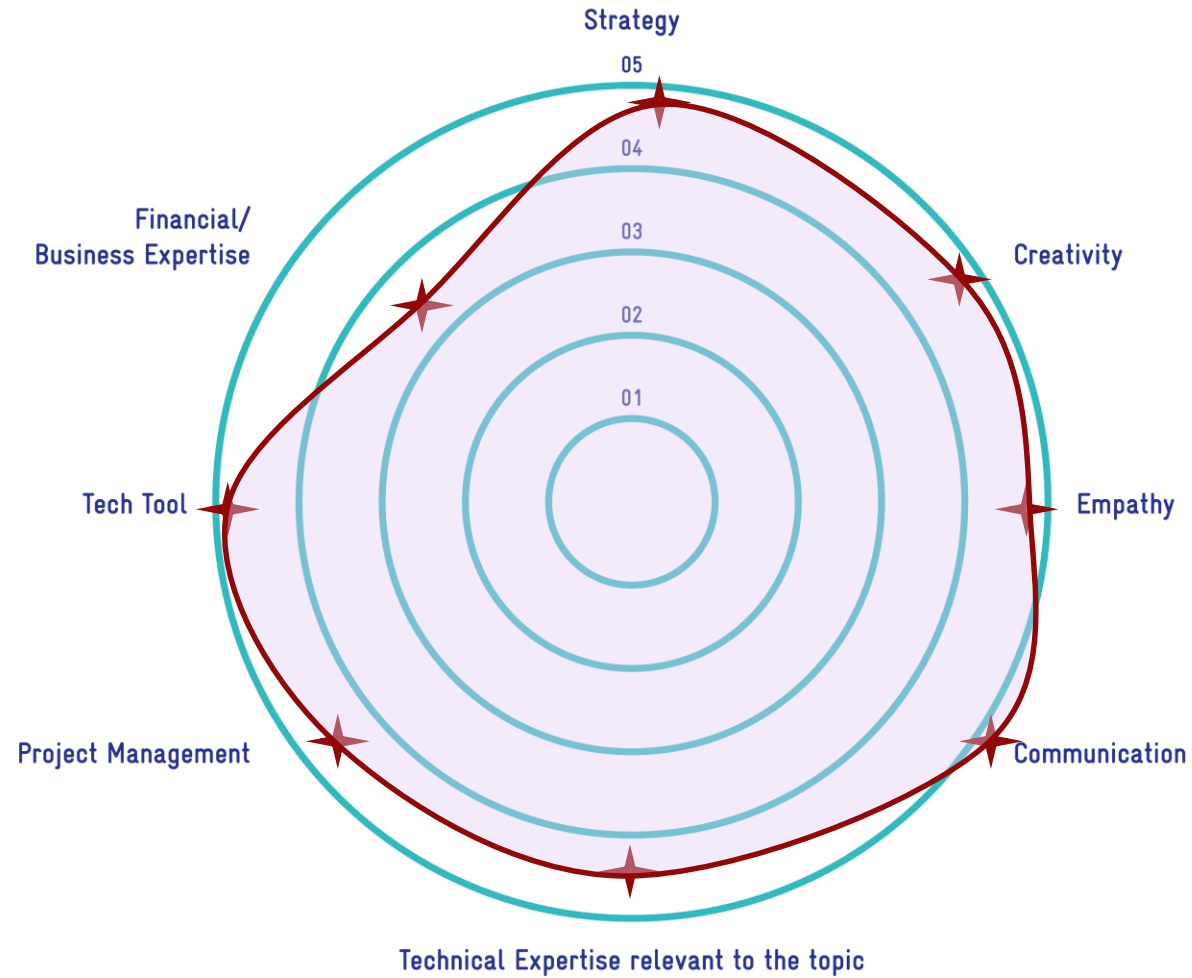 Strategy
05
04
Financial/
Business Expertise
03
Creativity
02
01
Tech Tool
Empathy
Project Management
Communication
Technical Expertise relevant to the topic